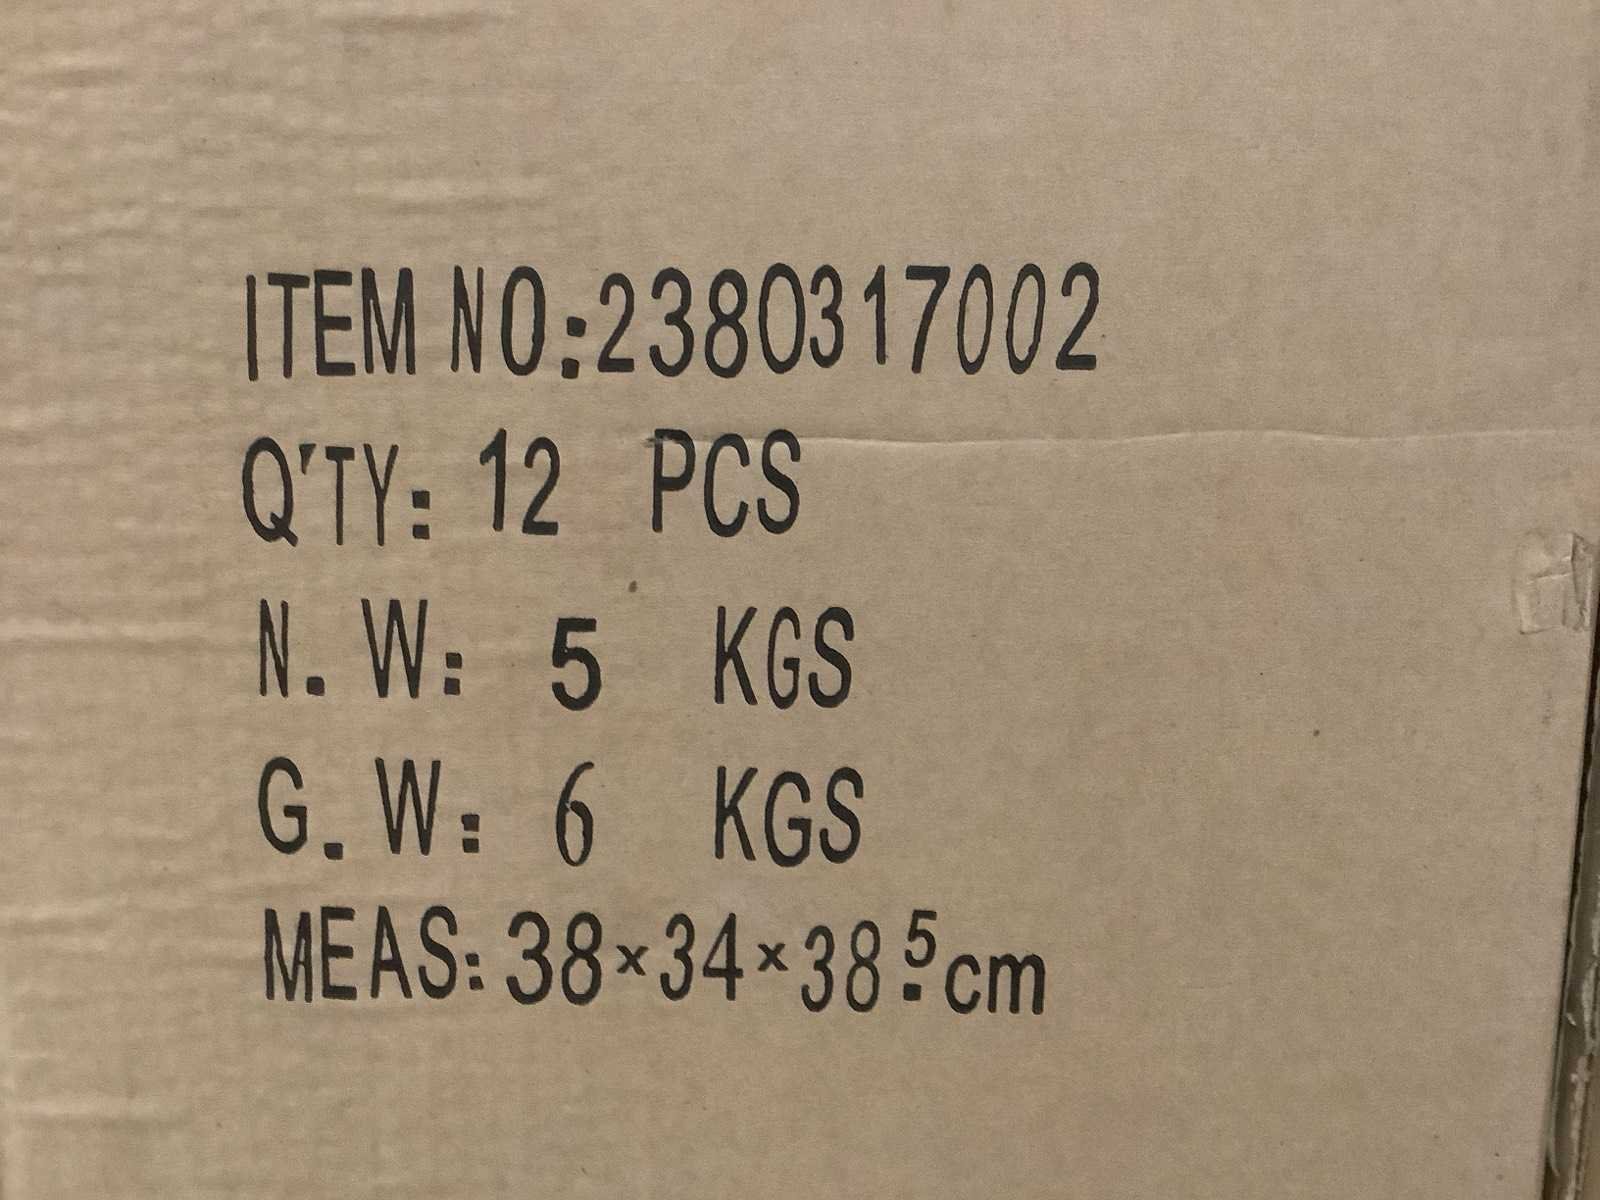 ITEM NO:2380317002
Q'TY: 12 PCS
N. W: 5 KGS
G. W: 6 KGS
MEAS: 38×34×38.5cm